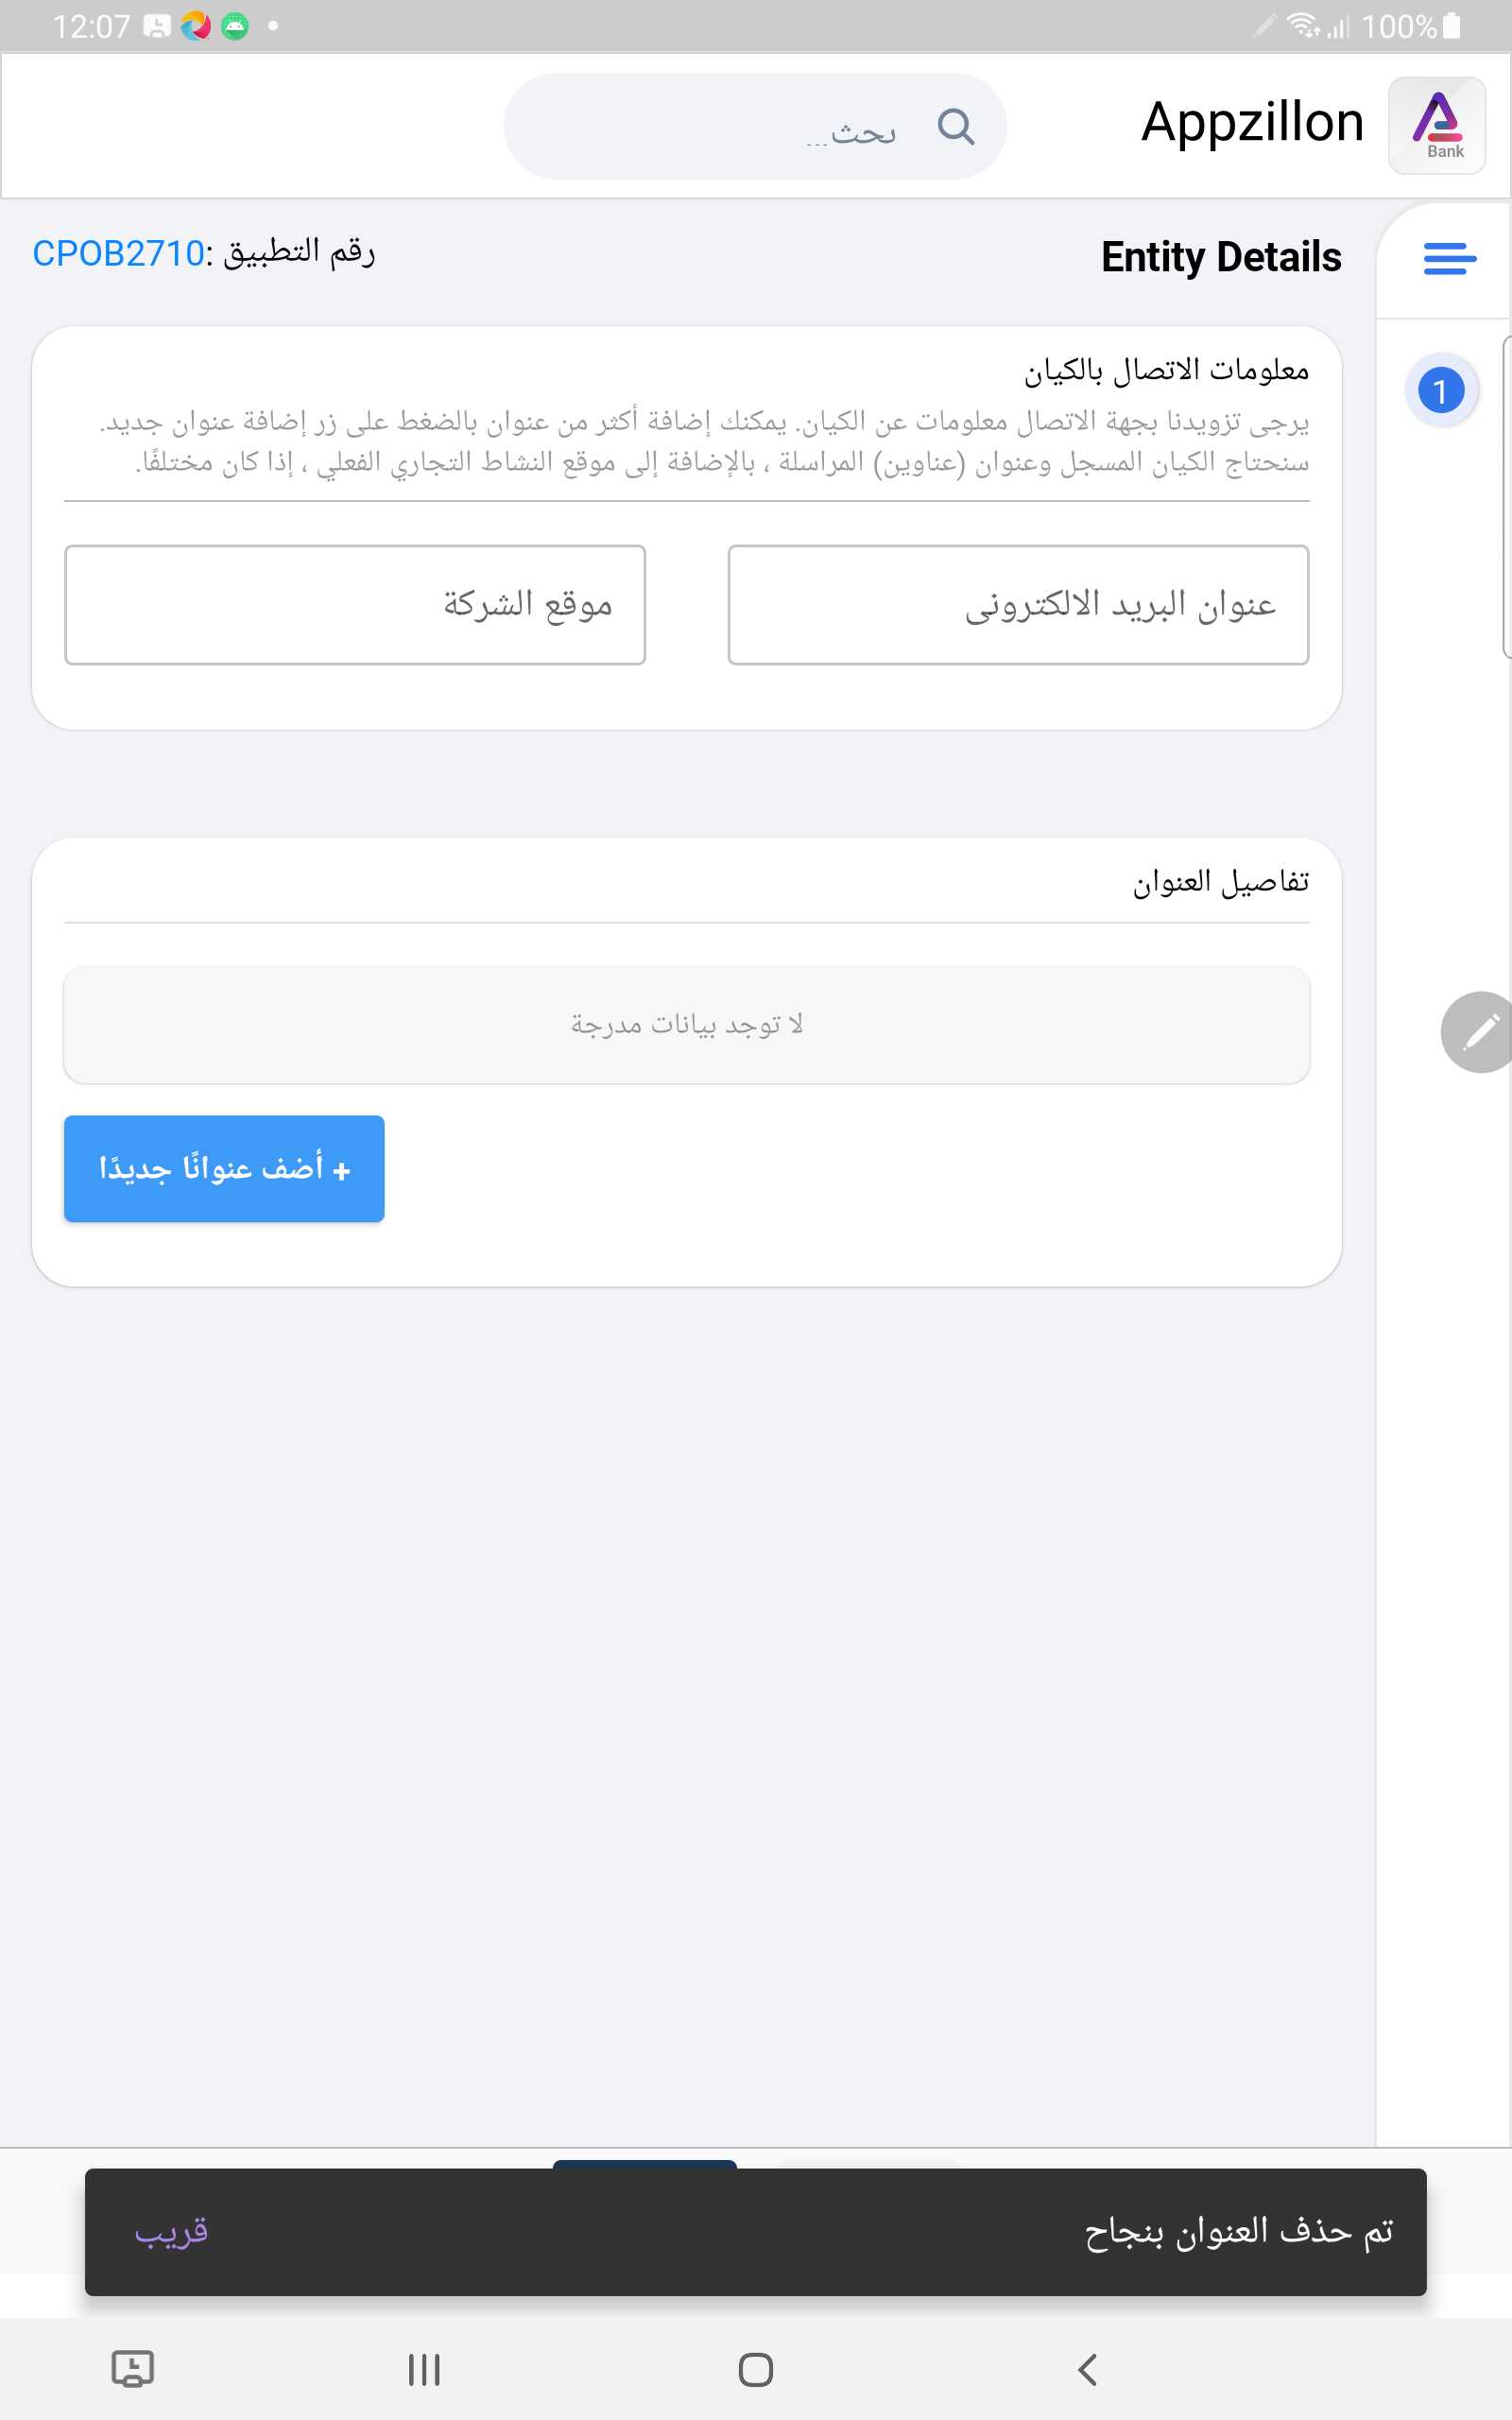 12:07
100%
Bank
Appzillon
بحث...
Entity Details
رقم التطبيق :CPOB2710
1
معلومات الاتصال بالكيان
يرجى تزويدنا بجهة الاتصال معلومات عن الكيان. يمكنك إضافة أكثر من عنوان بالضغط على زر إضافة عنوان جديد.
سنحتاج الكيان المسجل وعنوان (عناوين) المراسلة ، بالإضافة إلى موقع النشاط التجاري الفعلي ، إذا كان مختلفًا.
عنوان البريد الالكترونى
موقع الشركة
تفاصيل العنوان
لا توجد بيانات مدرجة
+ أضف عنوانًا جديدًا
تم حذف العنوان بنجاح
قريب